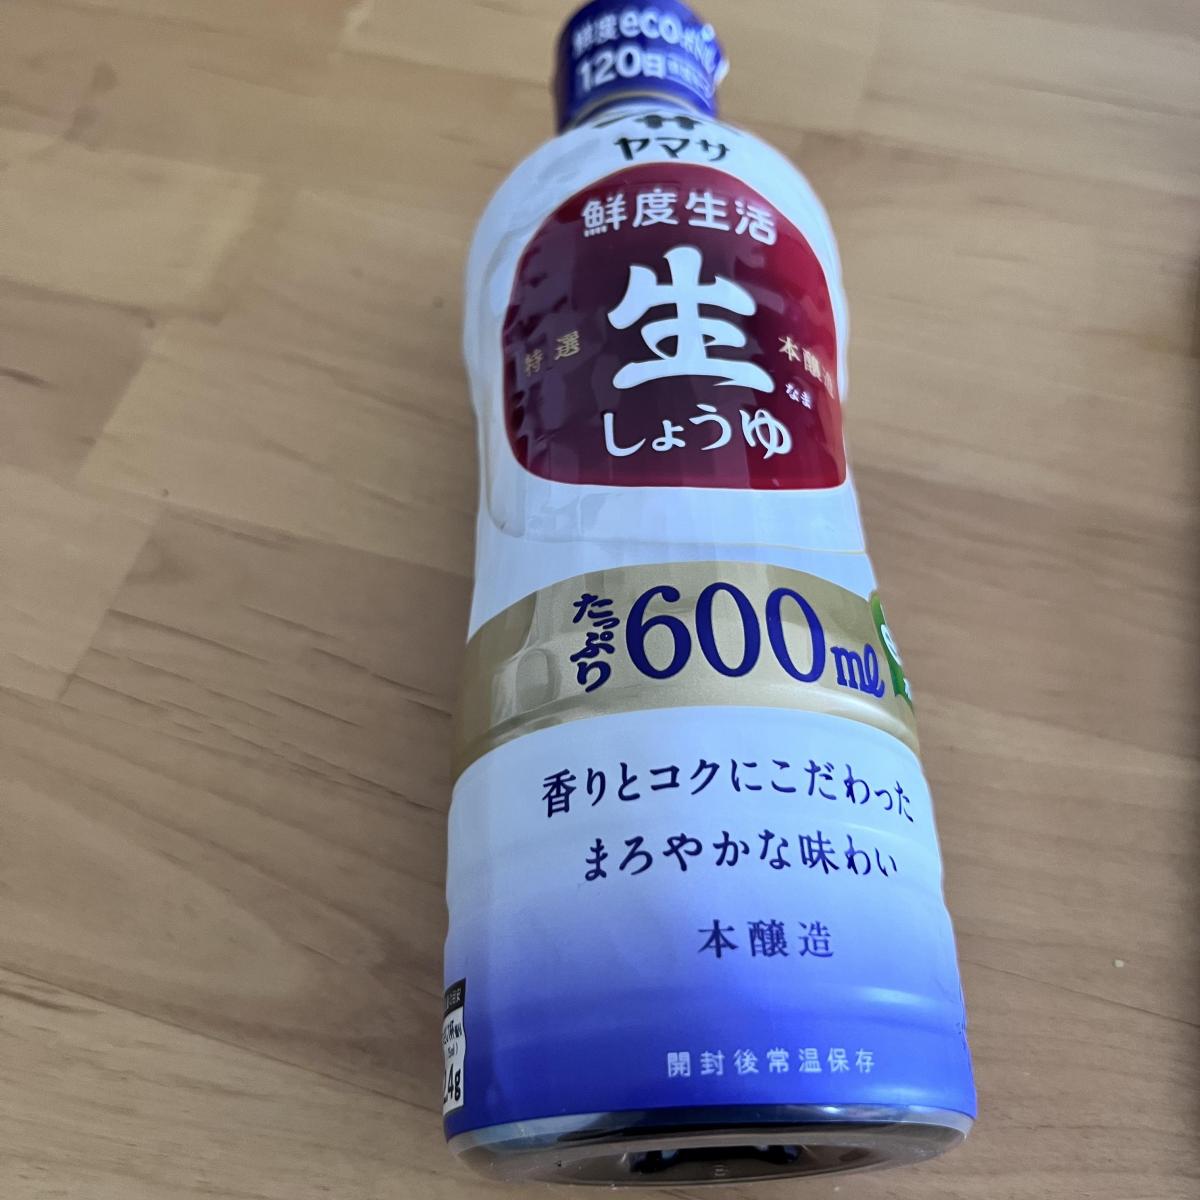 鮮度eco
120日
ヤマサ
鮮度生活
特選
生
本醸造
なま
しょうゆ
たっぷり600ml
香りとコクにこだわった
まろやかな味わい
本醸造
開封後常温保存